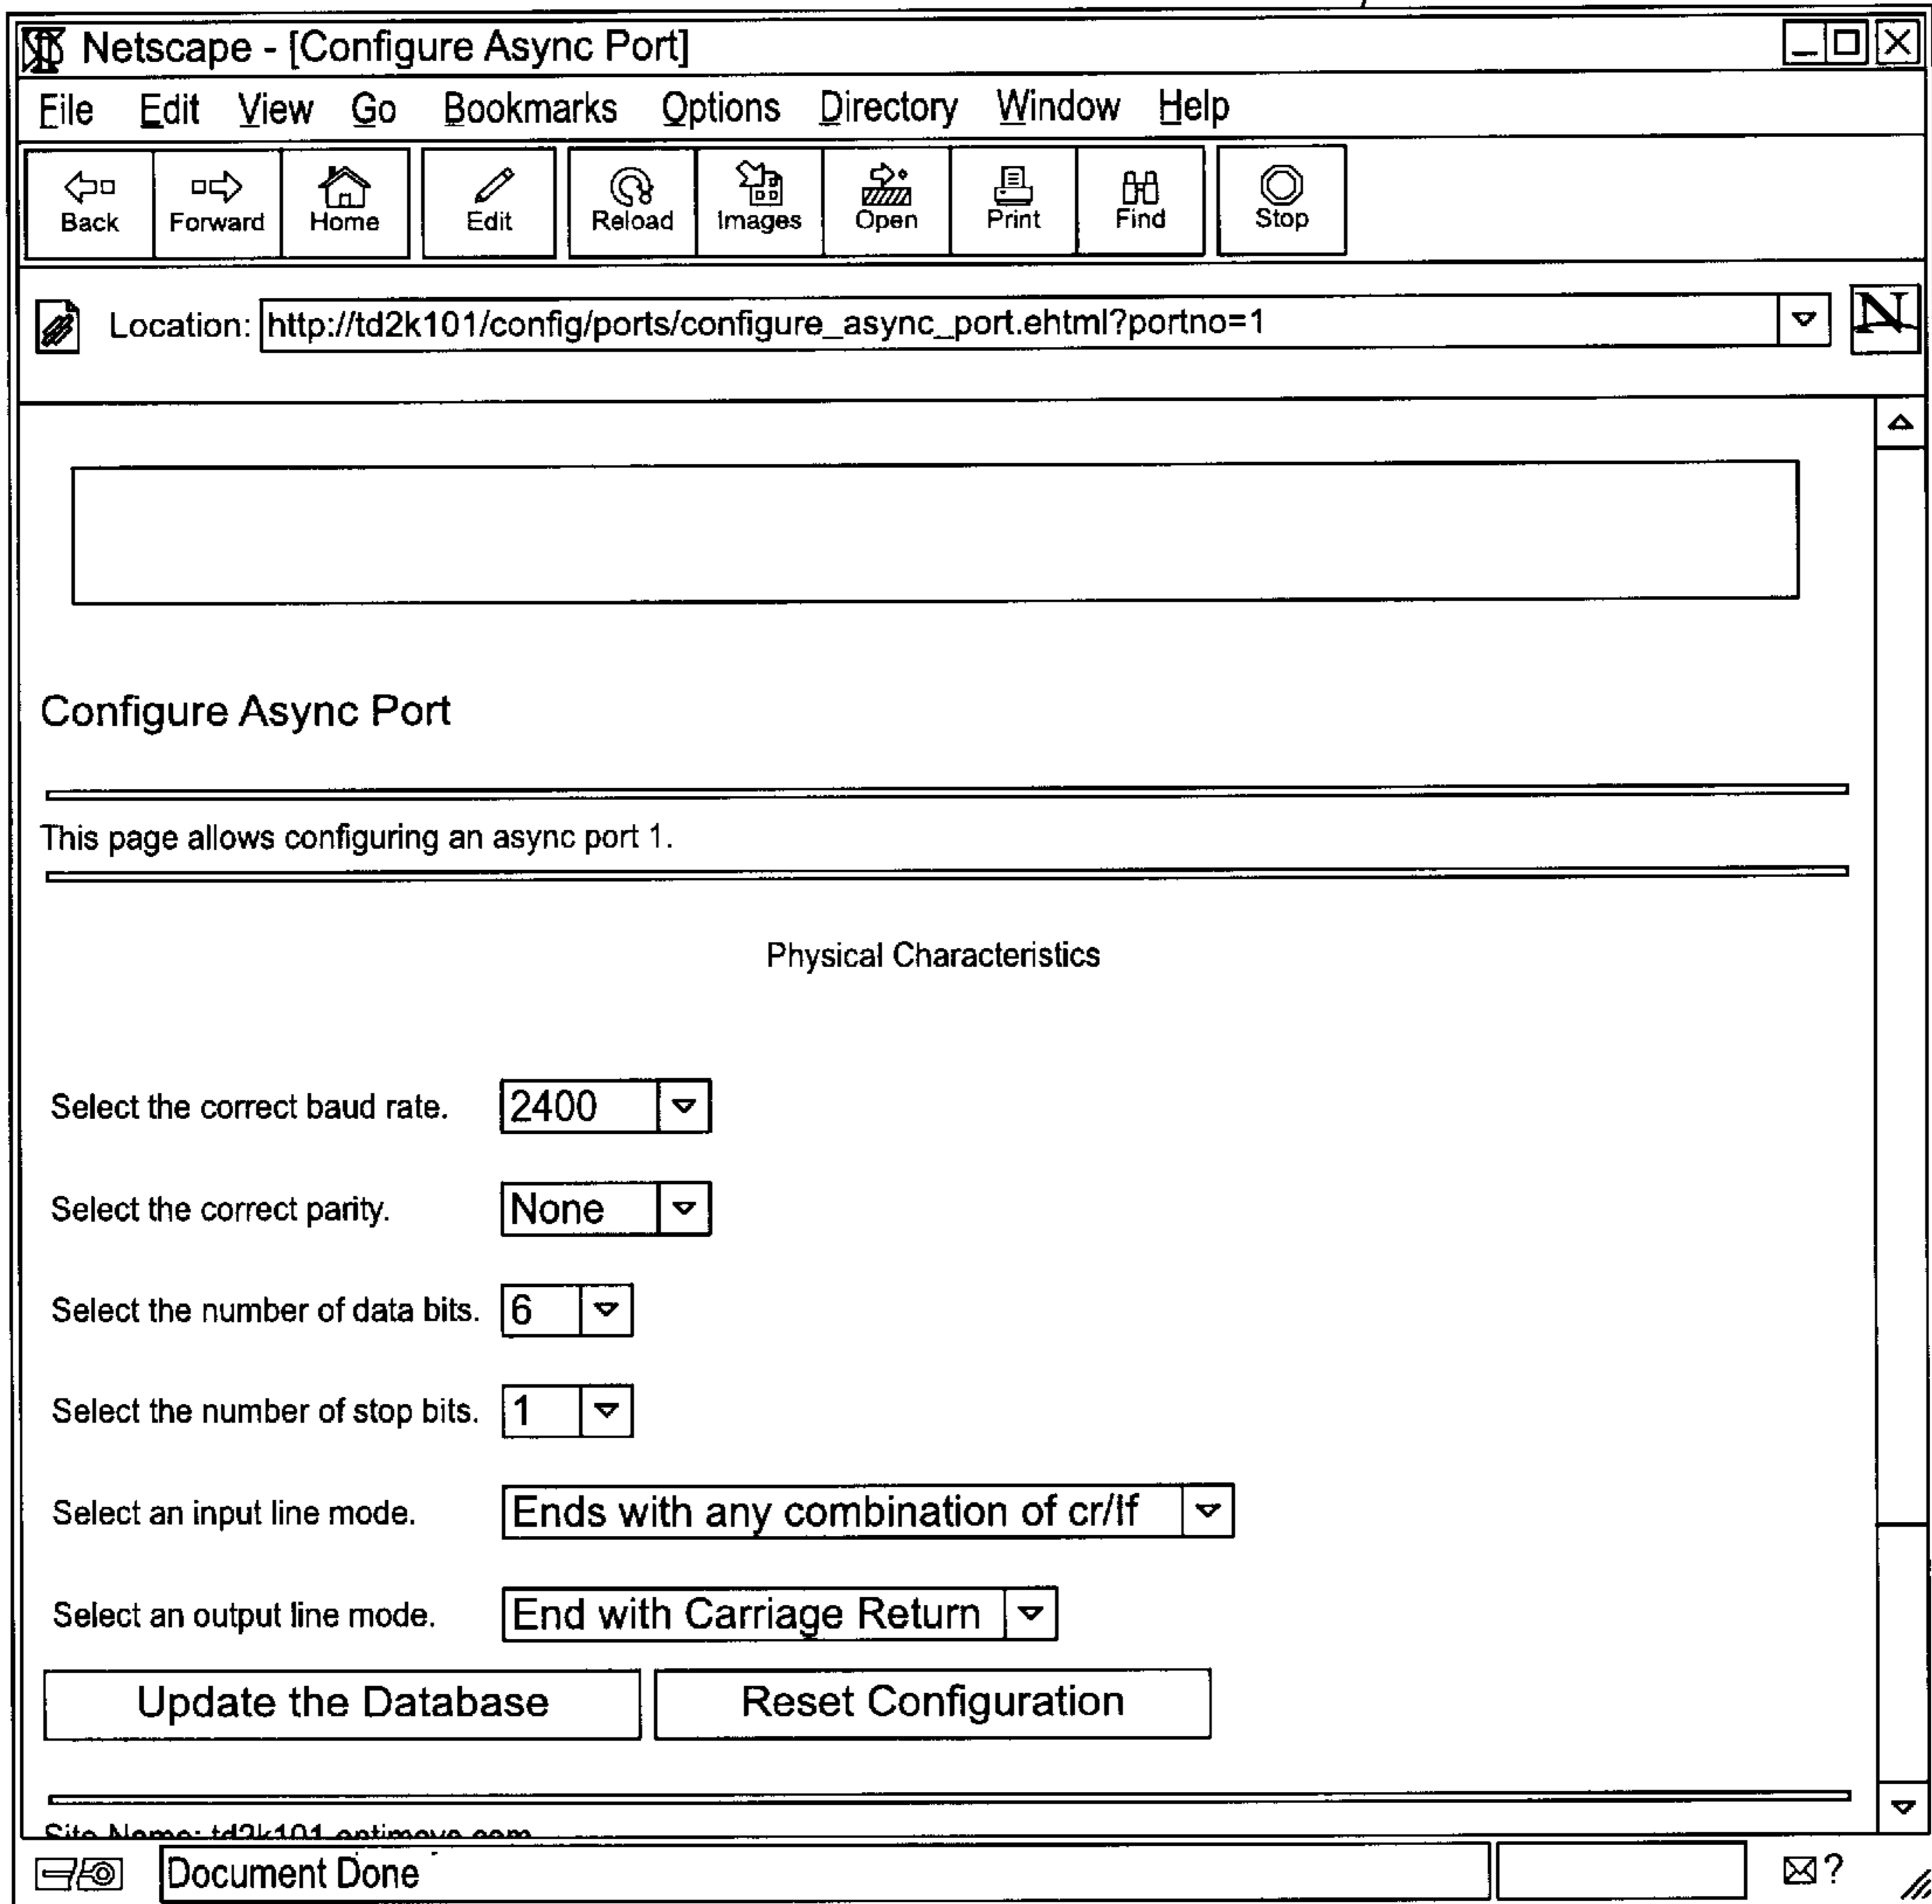 Netscape - [Configure Async Port]
File Edit View Go Bookmarks Options Directory Window Help
Back Forward Home Edit Reload Images Open Print Find Stop
Location: http://td2k101/config/ports/configure_async_port.ehtml?portno=1
N
Configure Async Port
This page allows configuring an async port 1.
Physical Characteristics
Select the correct baud rate. 2400
Select the correct parity. None
Select the number of data bits. 6
Select the number of stop bits. 1
Select an input line mode. Ends with any combination of cr/lf
Select an output line mode. End with Carriage Return
Update the Database Reset Configuration
Site Name: td2k101
Document Done
?